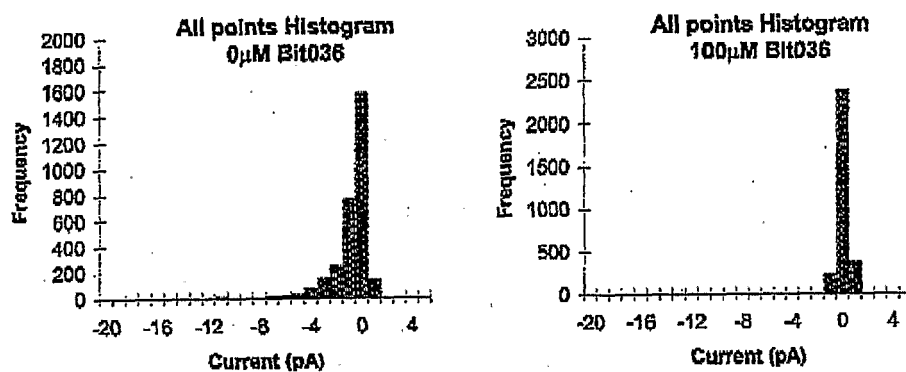 All points Histogram
0µM Bit036
2000
1800
1600
1400
1200
1000
800
600
400
200
0
Frequency
-20 -16 -12 -8 -4 0 4
Current (pA)
All points Histogram
100µM Bit036
3000
2500
2000
1500
1000
500
0
Frequency
-20 -16 -12 -8 -4 0 4
Current (pA)